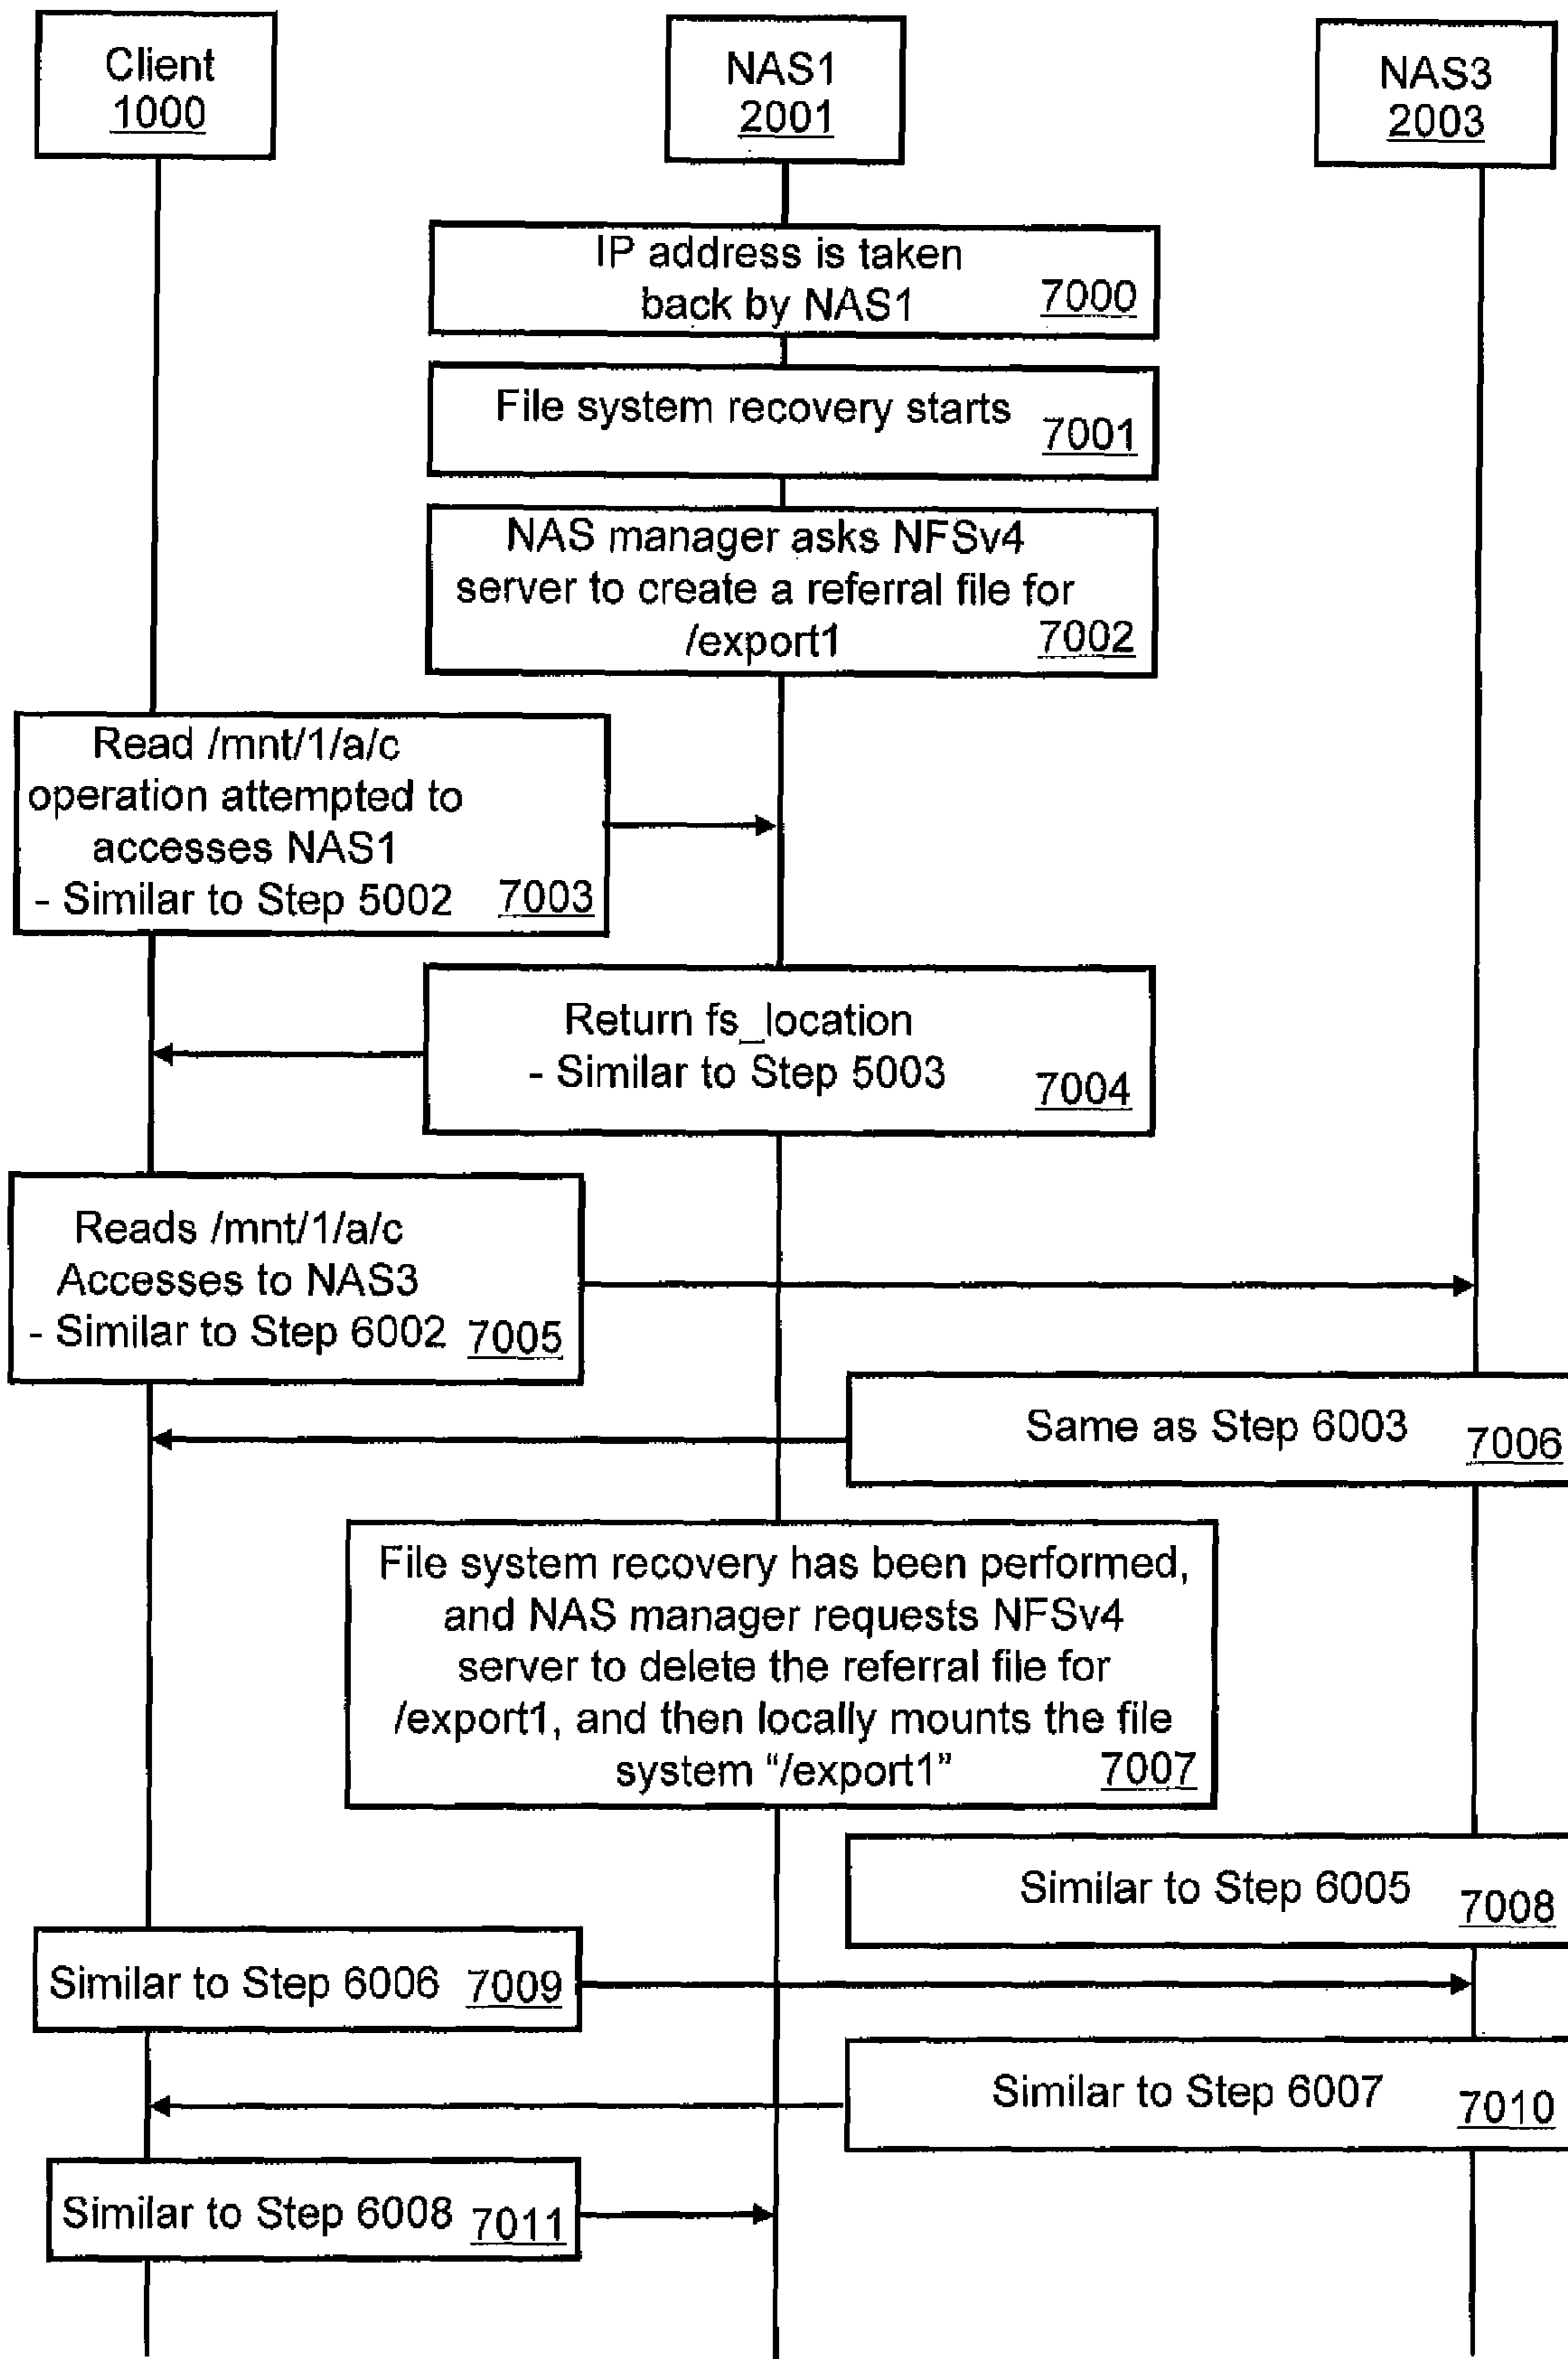 Client
1000
NAS1
2001
NAS3
2003
IP address is taken
back by NAS1
7000
File system recovery starts
7001
NAS manager asks NFSv4
server to create a referral file for
/export1
7002
Read /mnt/1/a/c
operation attempted to
accesses NAS1
- Similar to Step 5002
7003
Return fs_location
- Similar to Step 5003
7004
Reads /mnt/1/a/c
Accesses to NAS3
- Similar to Step 6002
7005
Same as Step 6003
7006
File system recovery has been performed,
and NAS manager requests NFSv4
server to delete the referral file for
/export1, and then locally mounts the file
system “/export1”
7007
Similar to Step 6005
7008
Similar to Step 6006
7009
Similar to Step 6007
7010
Similar to Step 6008
7011